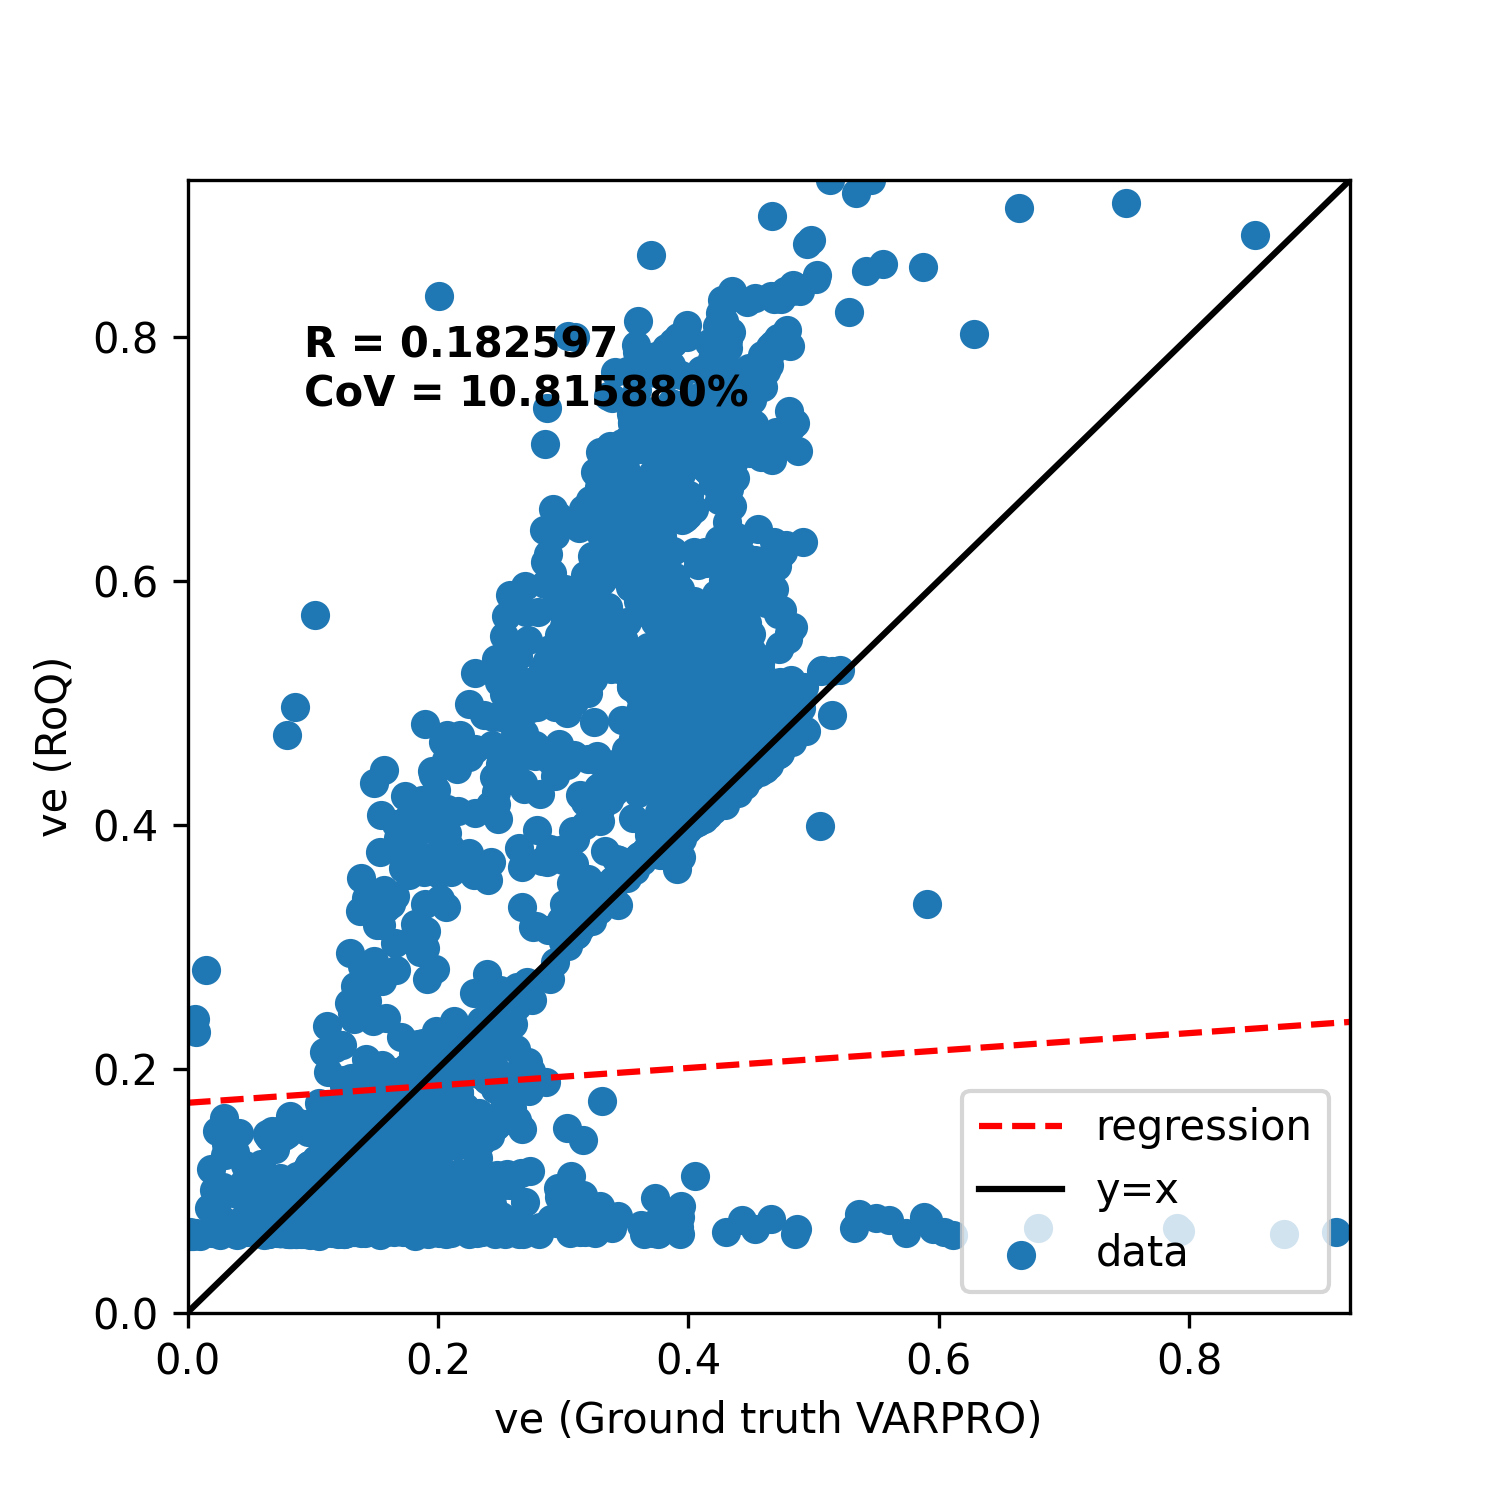 R = 0.182597
CoV = 10.815880%
0.8
0.6
0.4
0.2
0.0
ve (RoQ)
0.0 0.2 0.4 0.6 0.8
ve (Ground truth VARPRO)
regression
y=x
data